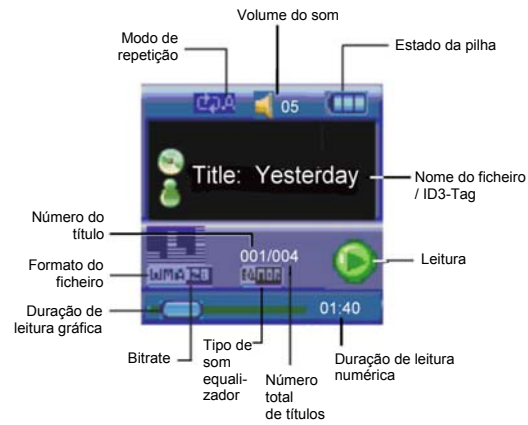 Volume do som
Modo de
repetição
Estado da pilha
05
Title: Yesterday
Nome do ficheiro
/ ID3-Tag
Número do
título
001/004
Formato do
ficheiro
WMA
Leitura
Duração de
leitura gráfica
01:40
Bitrate
Tipo de
som
equali-
zador
Número
total
de títulos
Duração de leitura
numérica